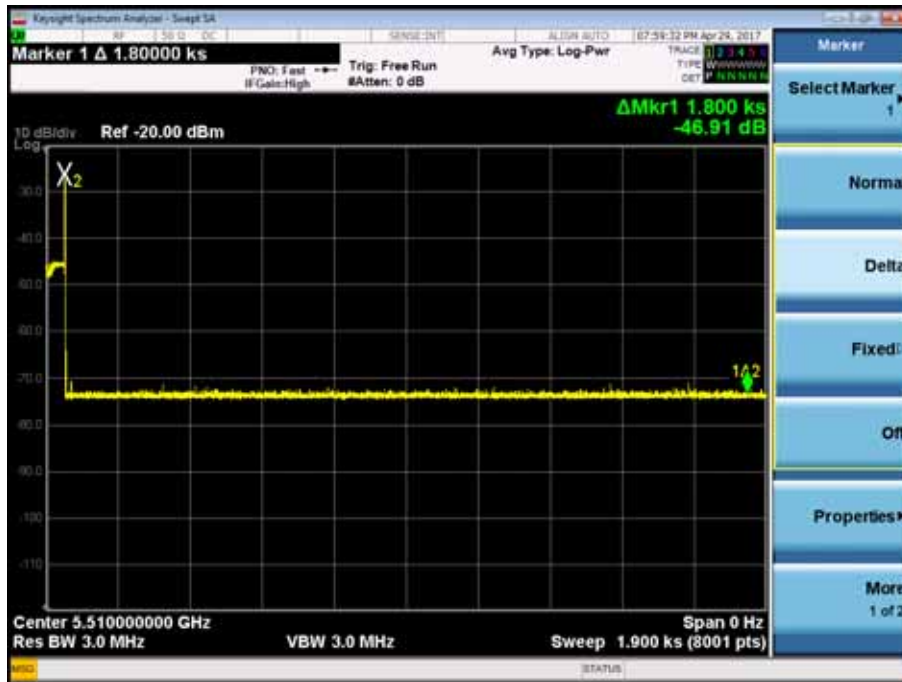 Keysight Spectrum Analyzer - Swept SA
RF 50 Ω DC SENSE:INT ALIGN AUTO 07:59:32 PM Apr 29, 2017
Marker 1 Δ 1.80000 ks
PNO: Fast
IFGain:High
Trig: Free Run
#Atten: 0 dB
Avg Type: Log-Pwr
TRACE 1 2 3 4 5 6
TYPE
DET P N N N N N
ΔMkr1 1.800 ks
-46.91 dB
10 dB/div Ref -20.00 dBm
Log
2
-30.0
-40.0
-50.0
-60.0
-70.0
1Δ2
-80.0
-90.0
-100
-110
Center 5.510000000 GHz Span 0 Hz
Res BW 3.0 MHz VBW 3.0 MHz Sweep 1.900 ks (8001 pts)
MSG STATUS
Marker
Select Marker
1
Norma
Delta
Fixed
Off
Properties
More
1 of 2